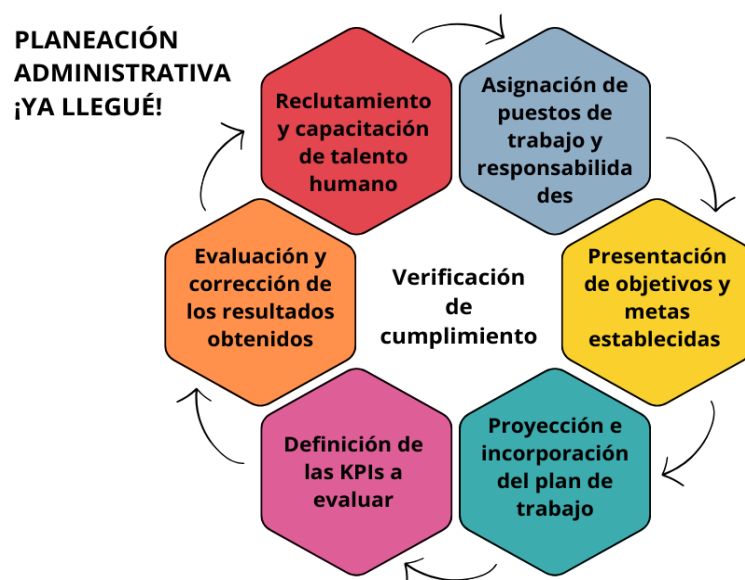 PLANEACIÓN
ADMINISTRATIVA
¡YA LLEGUÉ!
Reclutamiento
y capacitación
de talento
humano
Asignación de
puestos de
trabajo y
responsabilida
des
Presentación
de objetivos y
metas
establecidas
Proyección e
incorporación
del plan de
trabajo
Definición de
las KPIs a
evaluar
Evaluación y
corrección de
los resultados
obtenidos
Verificación
de
cumplimiento